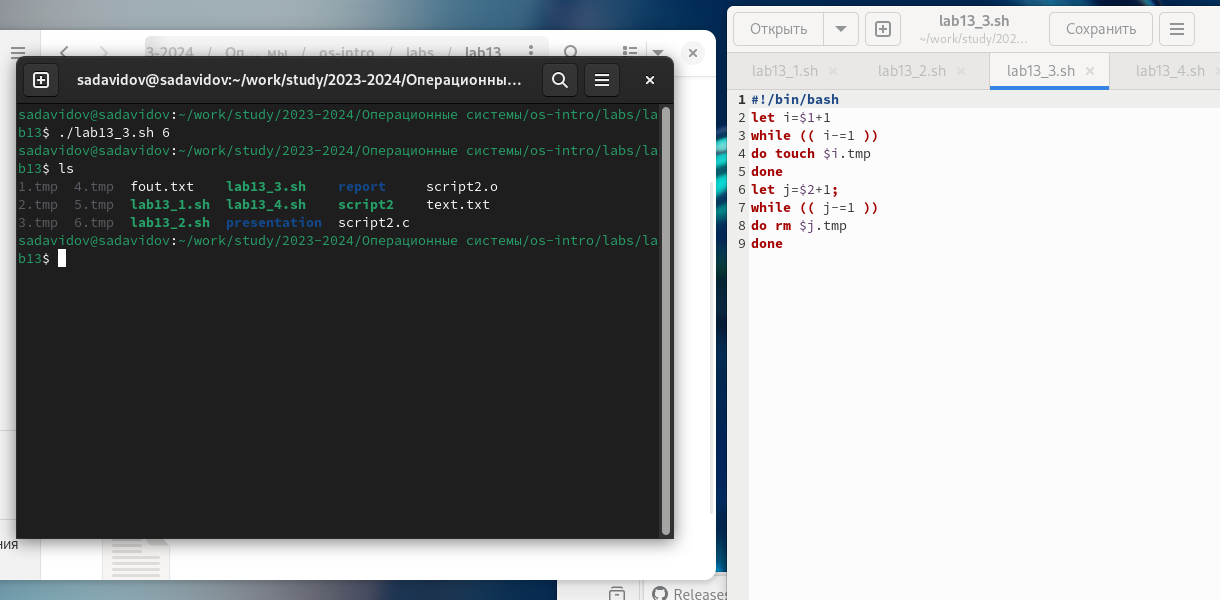 3-2024 / Оп... мы / os-intro / labs / lab13
sadavidov@sadavidov:~/work/study/2023-2024/Операционны...
sadavidov@sadavidov:~/work/study/2023-2024/Операционные системы/os-intro/labs/la
b13$ ./lab13_3.sh 6
sadavidov@sadavidov:~/work/study/2023-2024/Операционные системы/os-intro/labs/la
b13$ ls
1.tmp 4.tmp fout.txt lab13_3.sh report script2.o
2.tmp 5.tmp lab13_1.sh lab13_4.sh script2 text.txt
3.tmp 6.tmp lab13_2.sh presentation script2.c
sadavidov@sadavidov:~/work/study/2023-2024/Операционные системы/os-intro/labs/la
b13$
ния
Открыть
lab13_3.sh
~/work/study/202...
Сохранить
lab13_1.sh lab13_2.sh lab13_3.sh lab13_4.sh
1 #!/bin/bash
2 let i=$1+1
3 while (( i-=1 ))
4 do touch $i.tmp
5 done
6 let j=$2+1;
7 while (( j-=1 ))
8 do rm $j.tmp
9 done
Releases